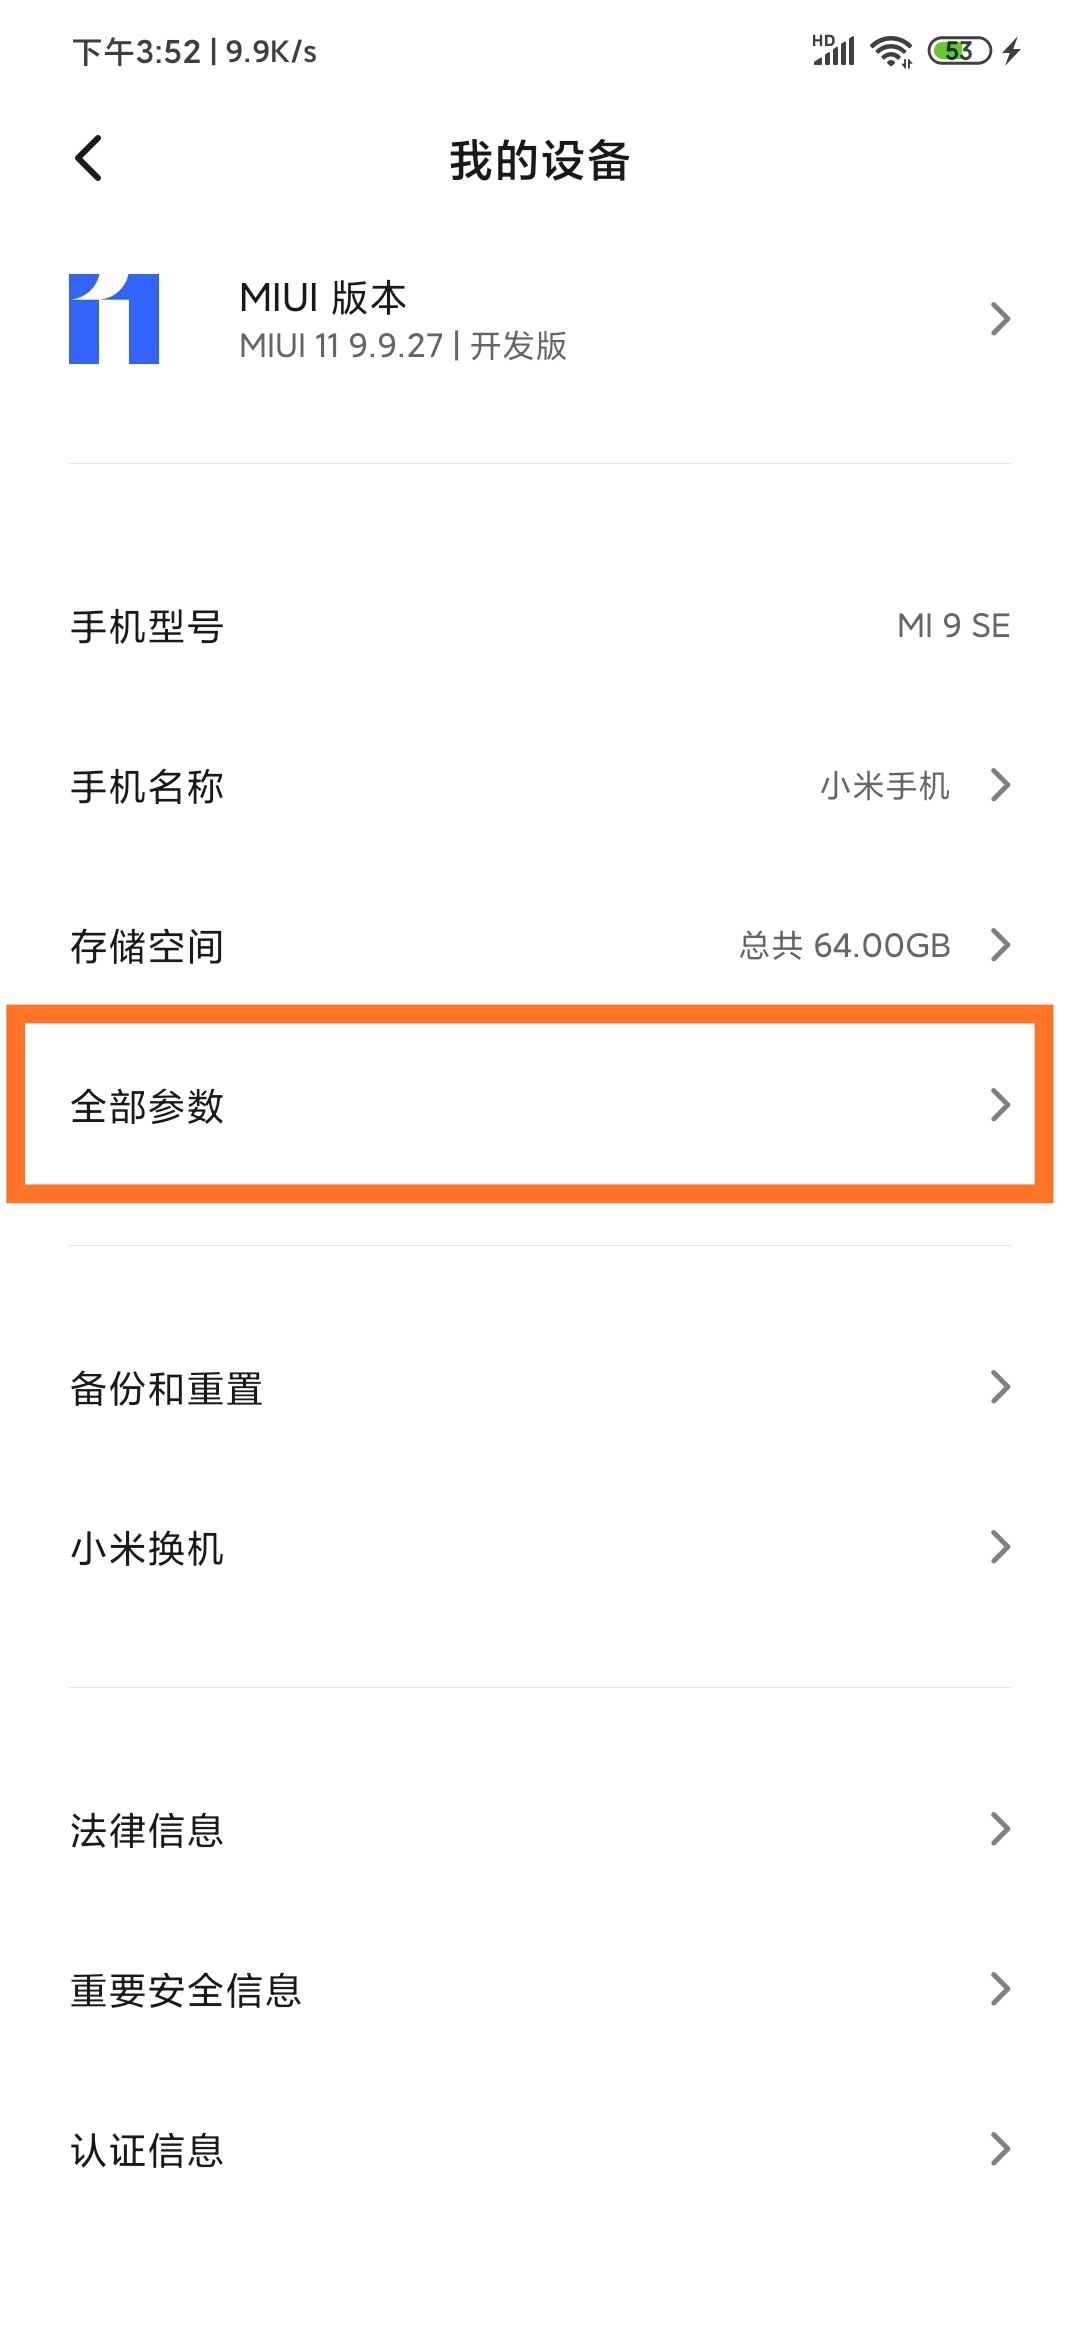 下午3:52 | 9.9K/s HD 53
我的设备
11
MIUI 版本
MIUI 11 9.9.27 | 开发版
手机型号 MI 9 SE
手机名称 小米手机
存储空间 总共 64.00GB
全部参数
备份和重置
小米换机
法律信息
重要安全信息
认证信息